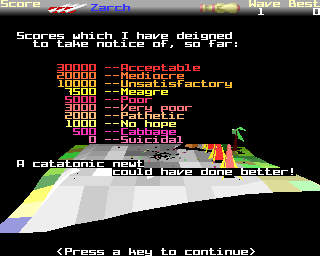 Score Zarch Wave Best
1 0
Scores which I have deigned
to take notice of, so far:
30000 --Acceptable
20000 --Mediocre
10000 --Unsatisfactory
7500 --Meagre
5000 --Poor
3000 --Very poor
2000 --Pathetic
1000 --No hope
500 --Cabbage
0 --Suicidal
A catatonic newt
could have done better!
(Press a key to continue)